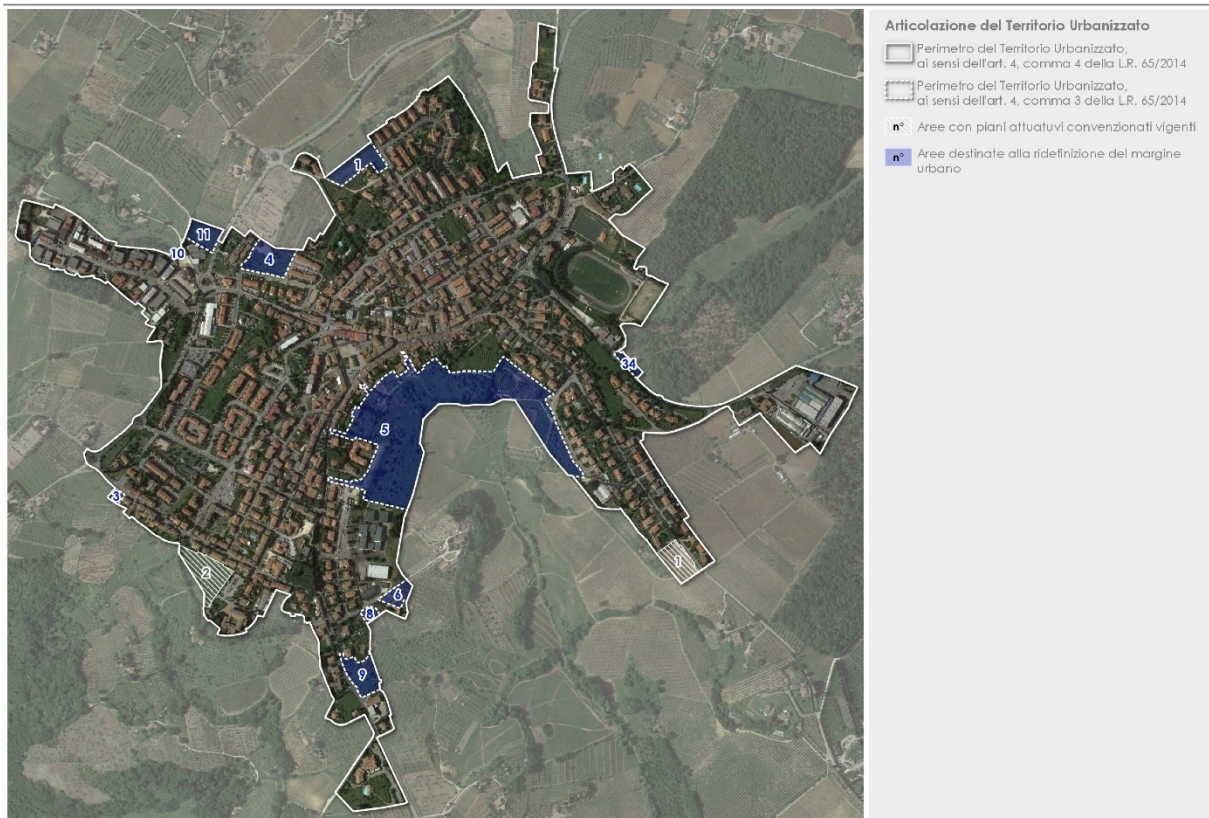 Articolazione del Territorio Urbanizzato
Perimetro del Territorio Urbanizzato,
ai sensi dell'art. 4, comma 4 della L.R. 65/2014
Perimetro del Territorio Urbanizzato,
ai sensi dell'art. 4, comma 3 della L.R. 65/2014
n° Aree con piani attuatuvi convenzionati vigenti
n° Aree destinate alla ridefinizione del margine
urbano
1
11
10
4
34
5
3
2
1
6
8
9